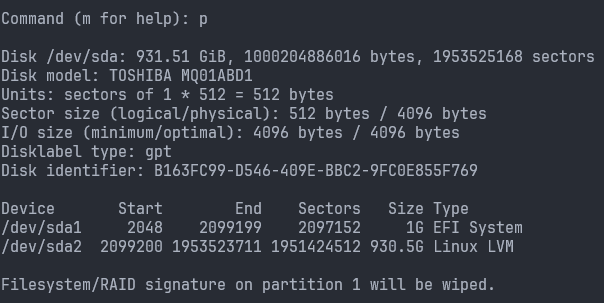 Command (m for help): p
Disk /dev/sda: 931.51 GiB, 1000204886016 bytes, 1953525168 sectors
Disk model: TOSHIBA MQ01ABD1
Units: sectors of 1 * 512 = 512 bytes
Sector size (logical/physical): 512 bytes / 4096 bytes
I/O size (minimum/optimal): 4096 bytes / 4096 bytes
Disklabel type: gpt
Disk identifier: B163FC99-D546-409E-BBC2-9FC0E855F769
Device       Start        End    Sectors   Size Type
/dev/sda1     2048    2099199    2097152     1G EFI System
/dev/sda2  2099200 1953523711 1951424512 930.5G Linux LVM
Filesystem/RAID signature on partition 1 will be wiped.